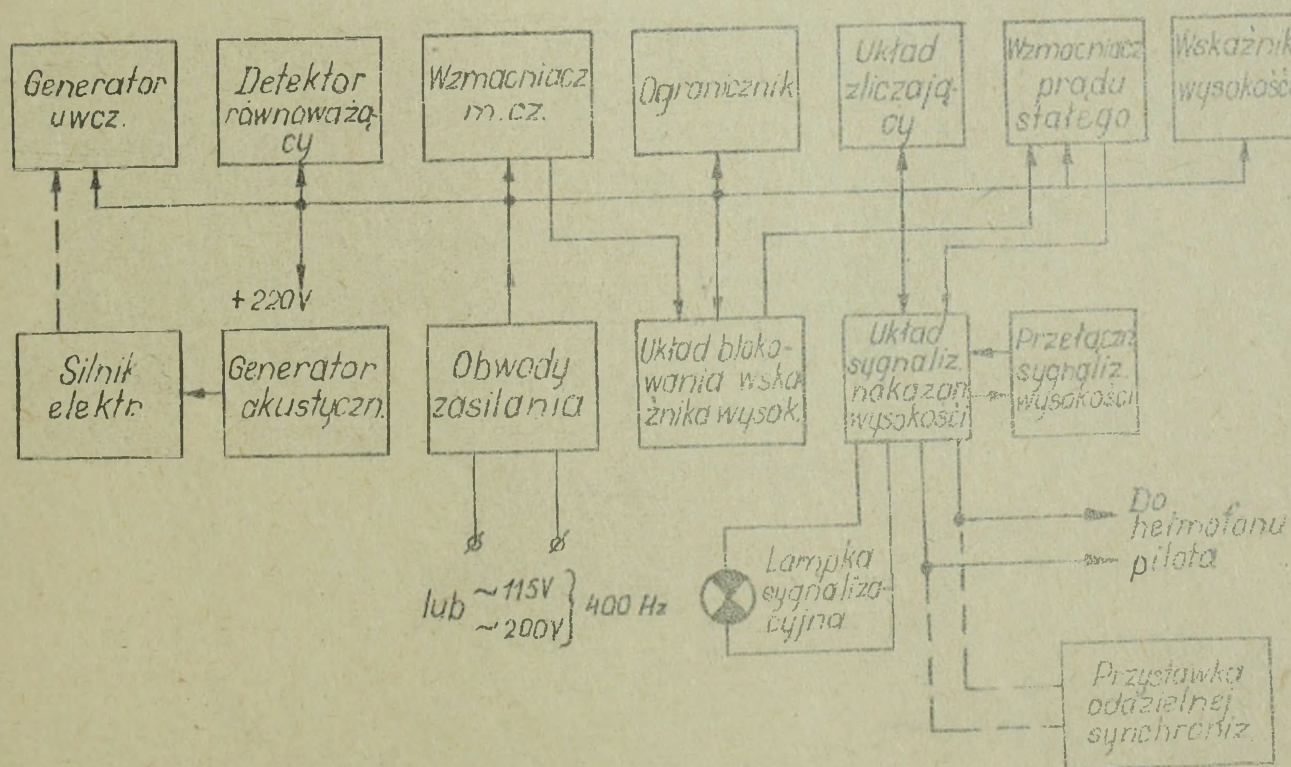 Generator
uwcz.
Detektor
równoważą-
cy
Wzmacniacz
m.cz.
Ogranicznik
Układ
zliczają-
cy
Wzmacniacz
prądu
stałego
Wskaźnik
wysokości
+220V
Silnik
elektr.
Generator
akustyczn.
Obwody
zasilania
Układ bloko-
wania wska
źnika wysok.
Układ
sygnaliz.
nakazan.
wysokości
Przełączn.
sygnaliz.
wysokości
lub ~115V
~200V
400 Hz
Lampka
sygnaliza-
cyjna
Do
hełmofonu
pilota
Przystawka
oddzielnej
synchroniz.